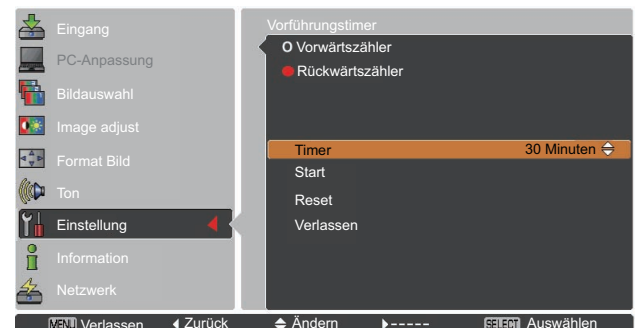 Eingang
PC-Anpassung
Bildauswahl
Image adjust
Format Bild
Ton
Einstellung
Information
Netzwerk
Vorführungstimer
O Vorwärtszähler
Rückwärtszähler
Timer 30 Minuten
Start
Reset
Verlassen
MENU Verlassen Zurück Ändern ----- SELECT Auswählen